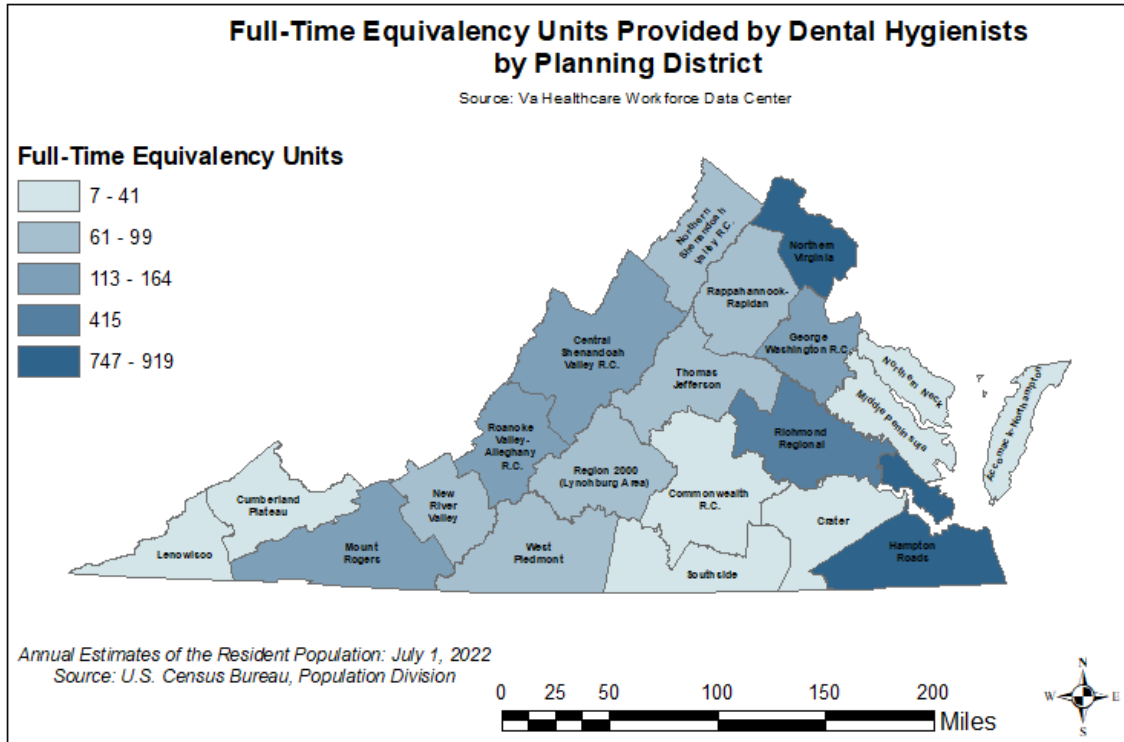 Full-Time Equivalency Units Provided by Dental Hygienists
by Planning District
Source: Va Healthcare Workforce Data Center
Full-Time Equivalency Units
7 - 41
61 - 99
113 - 164
415
747 - 919
Northern
Shenandoah
Valley R.C.
Northern
Virginia
Rappahannock-
Rapidan
Central
Shenandoah
Valley R.C.
George
Washington R.C.
Northern Neck
Thomas
Jefferson
Middle Peninsula
Accomack-Northampton
Roanoke
Valley-
Alleghany
R.C.
Richmond
Regional
Region 2000
(Lynchburg Area)
Cumberland
Plateau
New
River
Valley
Commonwealth
R.C.
Crater
Lenowisco
Mount
Rogers
West
Piedmont
Southside
Hampton
Roads
Annual Estimates of the Resident Population: July 1, 2022
Source: U.S. Census Bureau, Population Division
0 25 50 100 150 200
Miles
N
W E
S